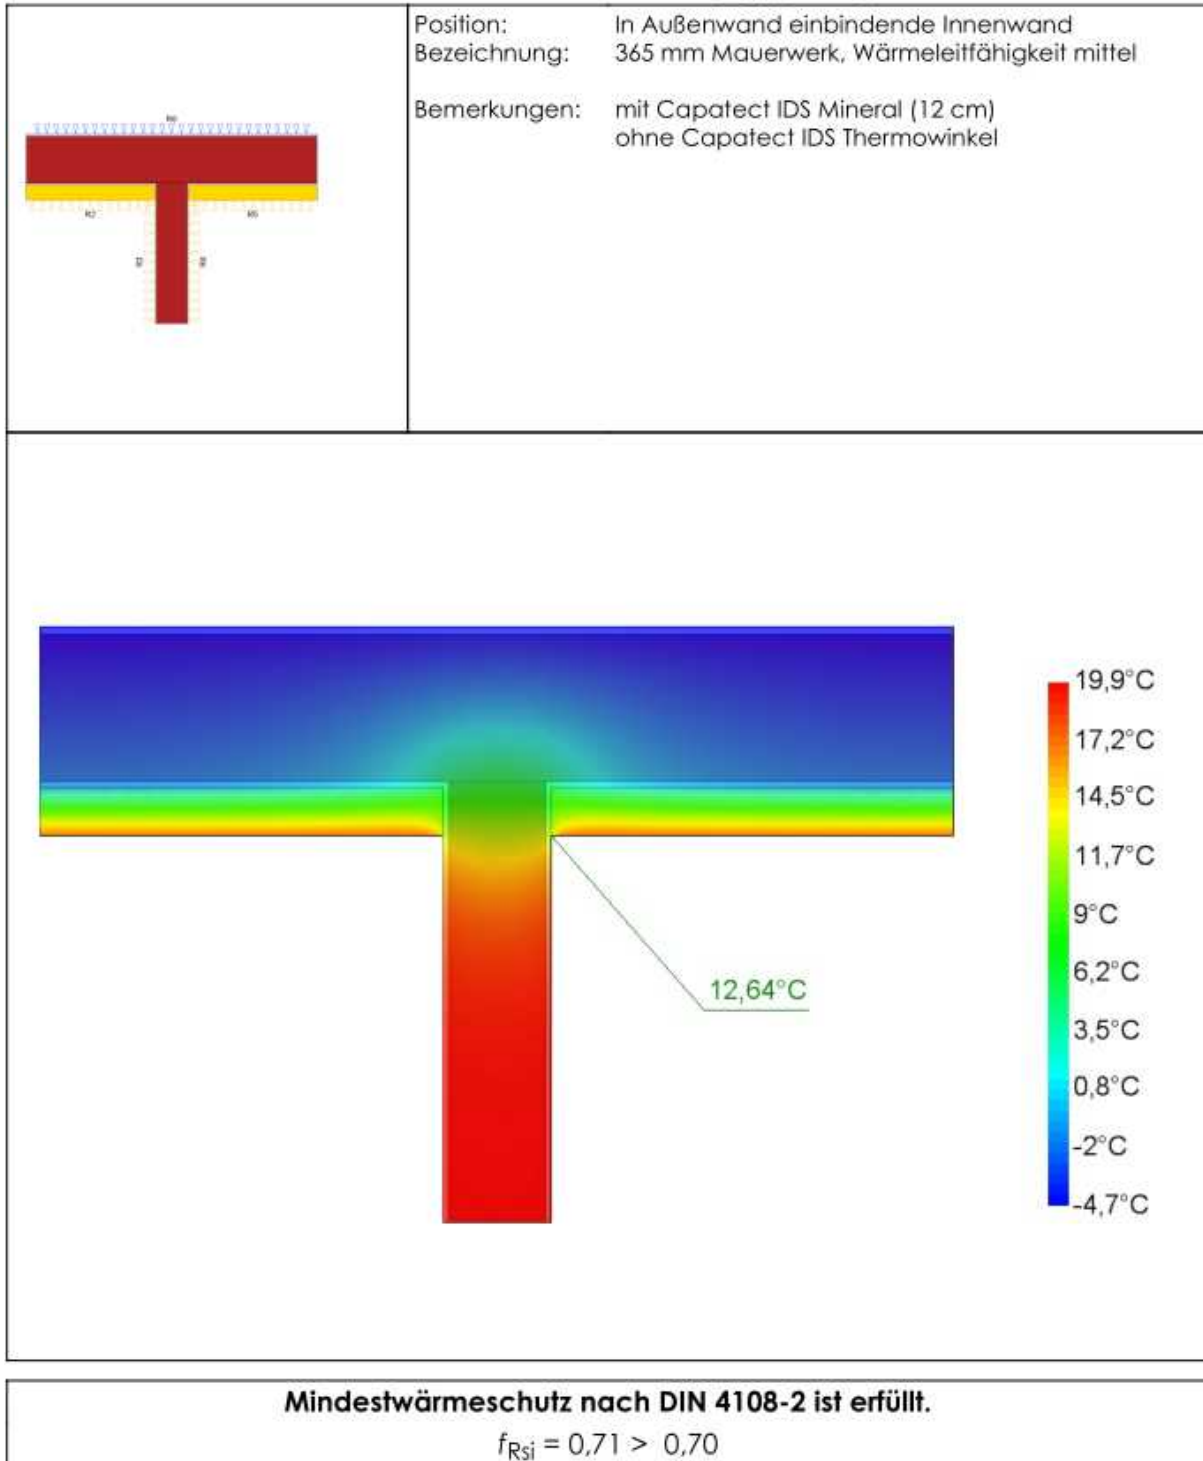 Position: In Außenwand einbindende Innenwand
Bezeichnung: 365 mm Mauerwerk, Wärmeleitfähigkeit mittel
Bemerkungen: mit Capatect IDS Mineral (12 cm)
ohne Capatect IDS Thermowinkel
19,9°C
17,2°C
14,5°C
11,7°C
9°C
6,2°C
3,5°C
0,8°C
-2°C
-4,7°C
12,64°C
Mindestwärmeschutz nach DIN 4108-2 ist erfüllt.
fRsi = 0,71 > 0,70